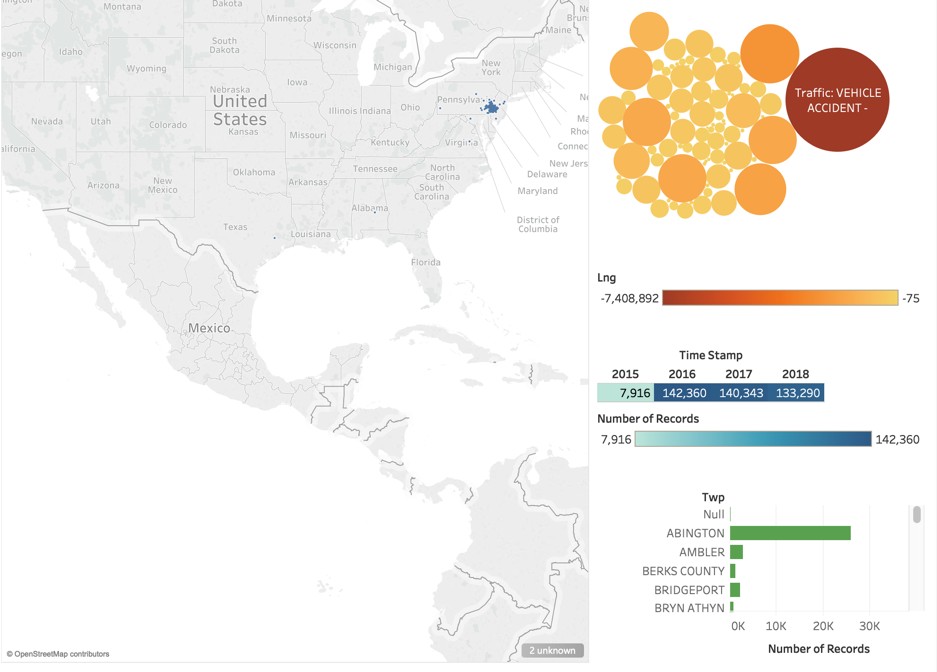 Montana
Dakota
Minnesota
New
Brun
Maine
egon
Idaho
South
Dakota
Wisconsin
Wyoming
Michigan
New
York
Iowa
Nebraska
United
States
Nevada
Utah
Colorado
Kansas
Illinois
Indiana
Ohio
Pennsylva
Missouri
alifornia
Kentucky
Virginia
Ma
Rho
Connec
New Jers
Delaware
Maryland
District of
Columbia
Oklahoma
Tennessee
North
Carolina
South
Carolina
Arizona
New
Mexico
Arkansas
Alabama
Texas
Louisiana
Florida
Mexico
© OpenStreetMap contributors
2 unknown
Traffic: VEHICLE
ACCIDENT -
Lng
-7,408,892
-75
Time Stamp
2015 2016 2017 2018
7,916 142,360 140,343 133,290
Number of Records
7,916
142,360
Twp
Null
ABINGTON
AMBLER
BERKS COUNTY
BRIDGEPORT
BRYN ATHYN
0K 10K 20K 30K
Number of Records